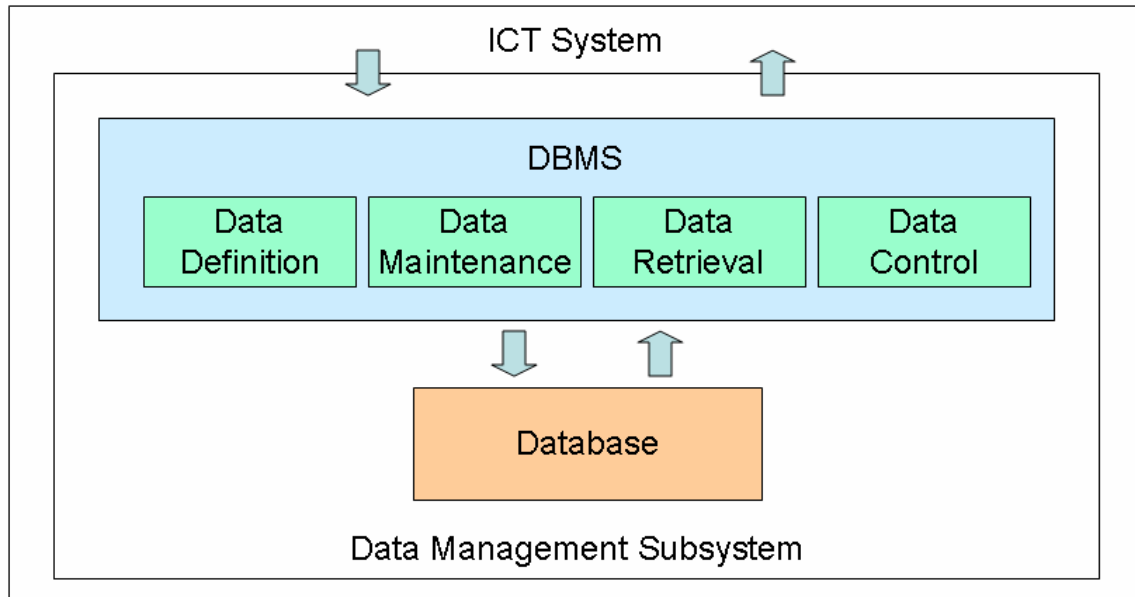 ICT System
DBMS
Data
Definition
Data
Maintenance
Data
Retrieval
Data
Control
Database
Data Management Subsystem